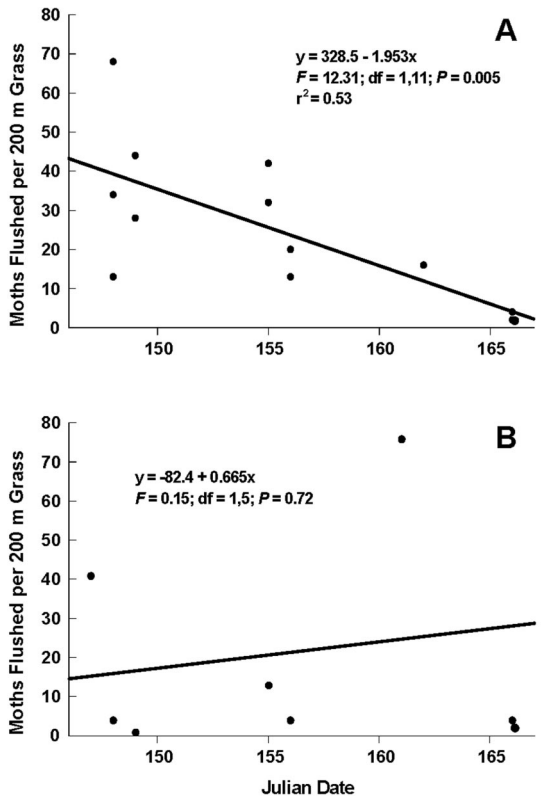 A
y = 328.5 - 1.953x
F = 12.31; df = 1,11; P = 0.005
r² = 0.53
Moths Flushed per 200 m Grass
80
70
60
50
40
30
20
10
0
150 155 160 165
B
y = -82.4 + 0.665x
F = 0.15; df = 1,5; P = 0.72
Moths Flushed per 200 m Grass
80
70
60
50
40
30
20
10
0
150 155 160 165
Julian Date